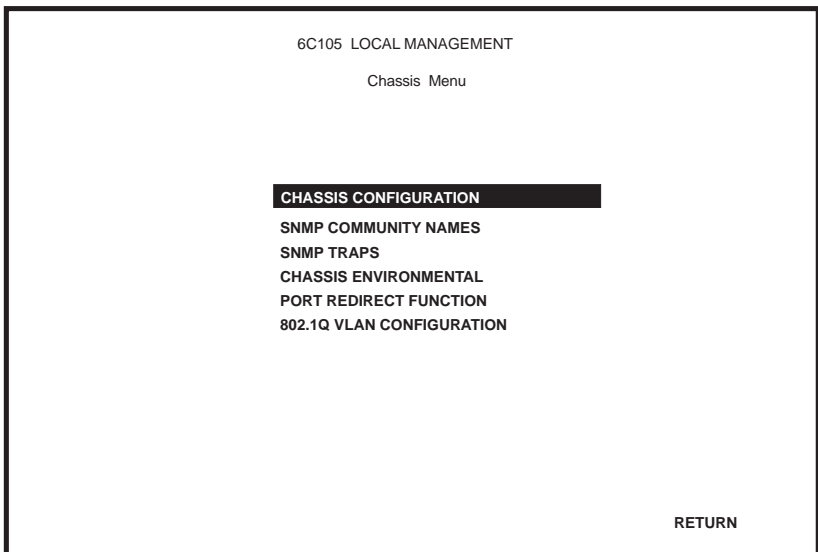 6C105 LOCAL MANAGEMENT
Chassis Menu
CHASSIS CONFIGURATION
SNMP COMMUNITY NAMES
SNMP TRAPS
CHASSIS ENVIRONMENTAL
PORT REDIRECT FUNCTION
802.1Q VLAN CONFIGURATION
RETURN